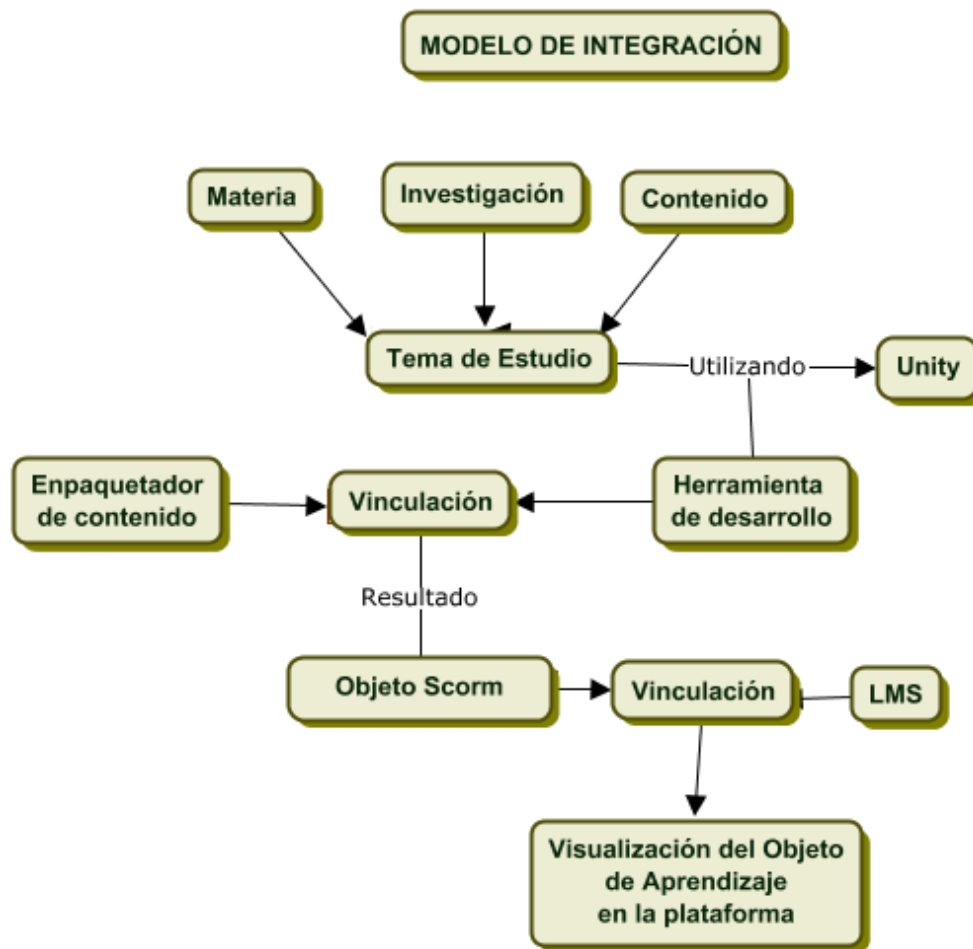 MODELO DE INTEGRACIÓN
Materia
Investigación
Contenido
Tema de Estudio
Utilizando
Unity
Enpaquetador
de contenido
Vinculación
Herramienta
de desarrollo
Resultado
Objeto Scorm
Vinculación
LMS
Visualización del Objeto
de Aprendizaje
en la plataforma